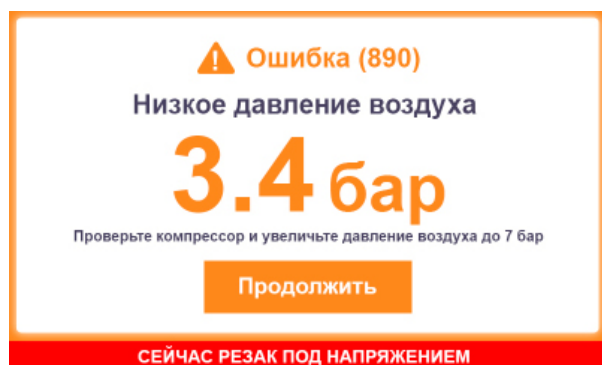 Ошибка (890)
Низкое давление воздуха
3.4 бар
Проверьте компрессор и увеличьте давление воздуха до 7 бар
Продолжить
СЕЙЧАС РЕЗАК ПОД НАПРЯЖЕНИЕМ